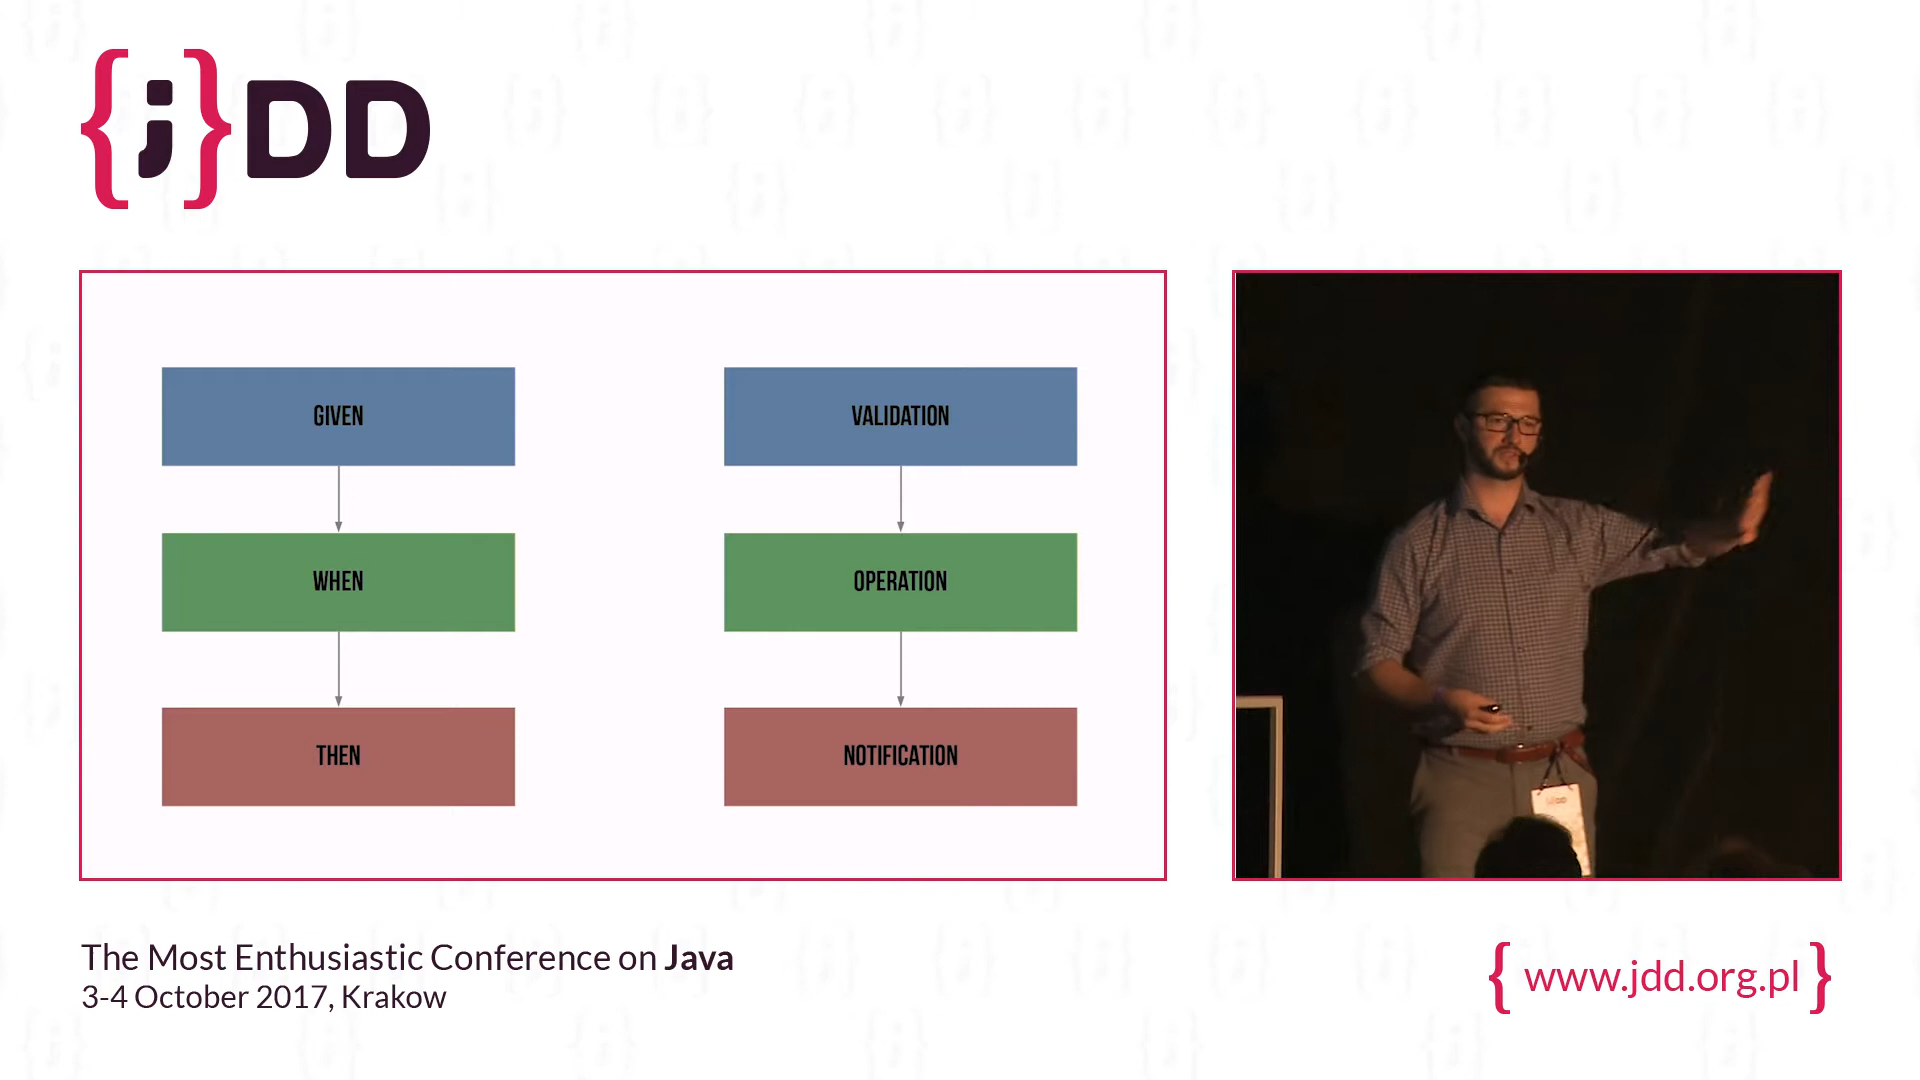 {;}DD
GIVEN
WHEN
THEN
VALIDATION
OPERATION
NOTIFICATION
The Most Enthusiastic Conference on Java
3-4 October 2017, Krakow
{ www.jdd.org.pl }